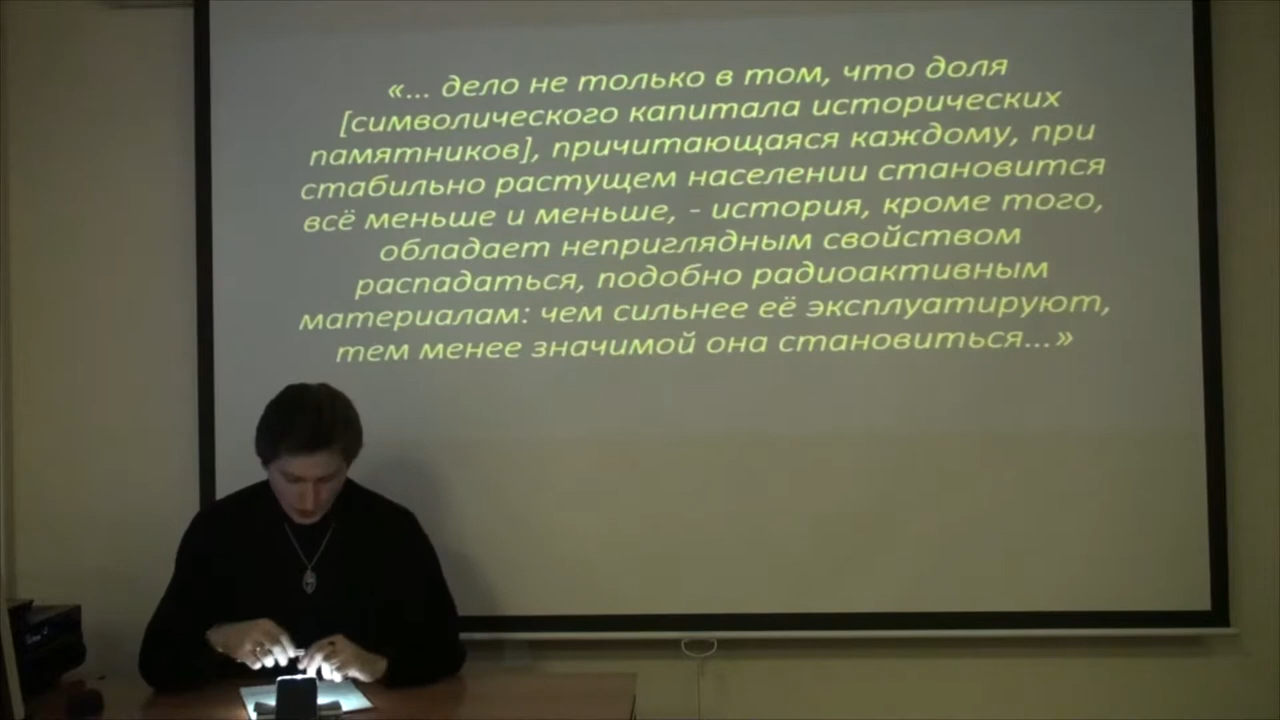 «... дело не только в том, что доля
[символического капитала исторических
памятников], причитающаяся каждому, при
стабильно растущем населении становится
всё меньше и меньше, - история, кроме того,
обладает неприглядным свойством
распадаться, подобно радиоактивным
материалам: чем сильнее её эксплуатируют,
тем менее значимой она становиться...»